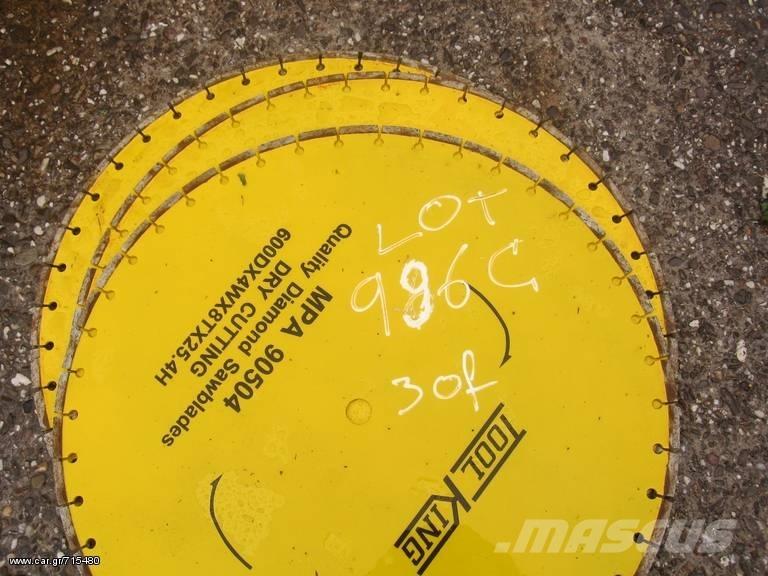 LOT
996G
3 of
MPA 90504
Quality Diamond Sawblades
DRY CUTTING
600DX4WX8TX25.4H
TOOL KING
MASCUS
www.car.gr/715480